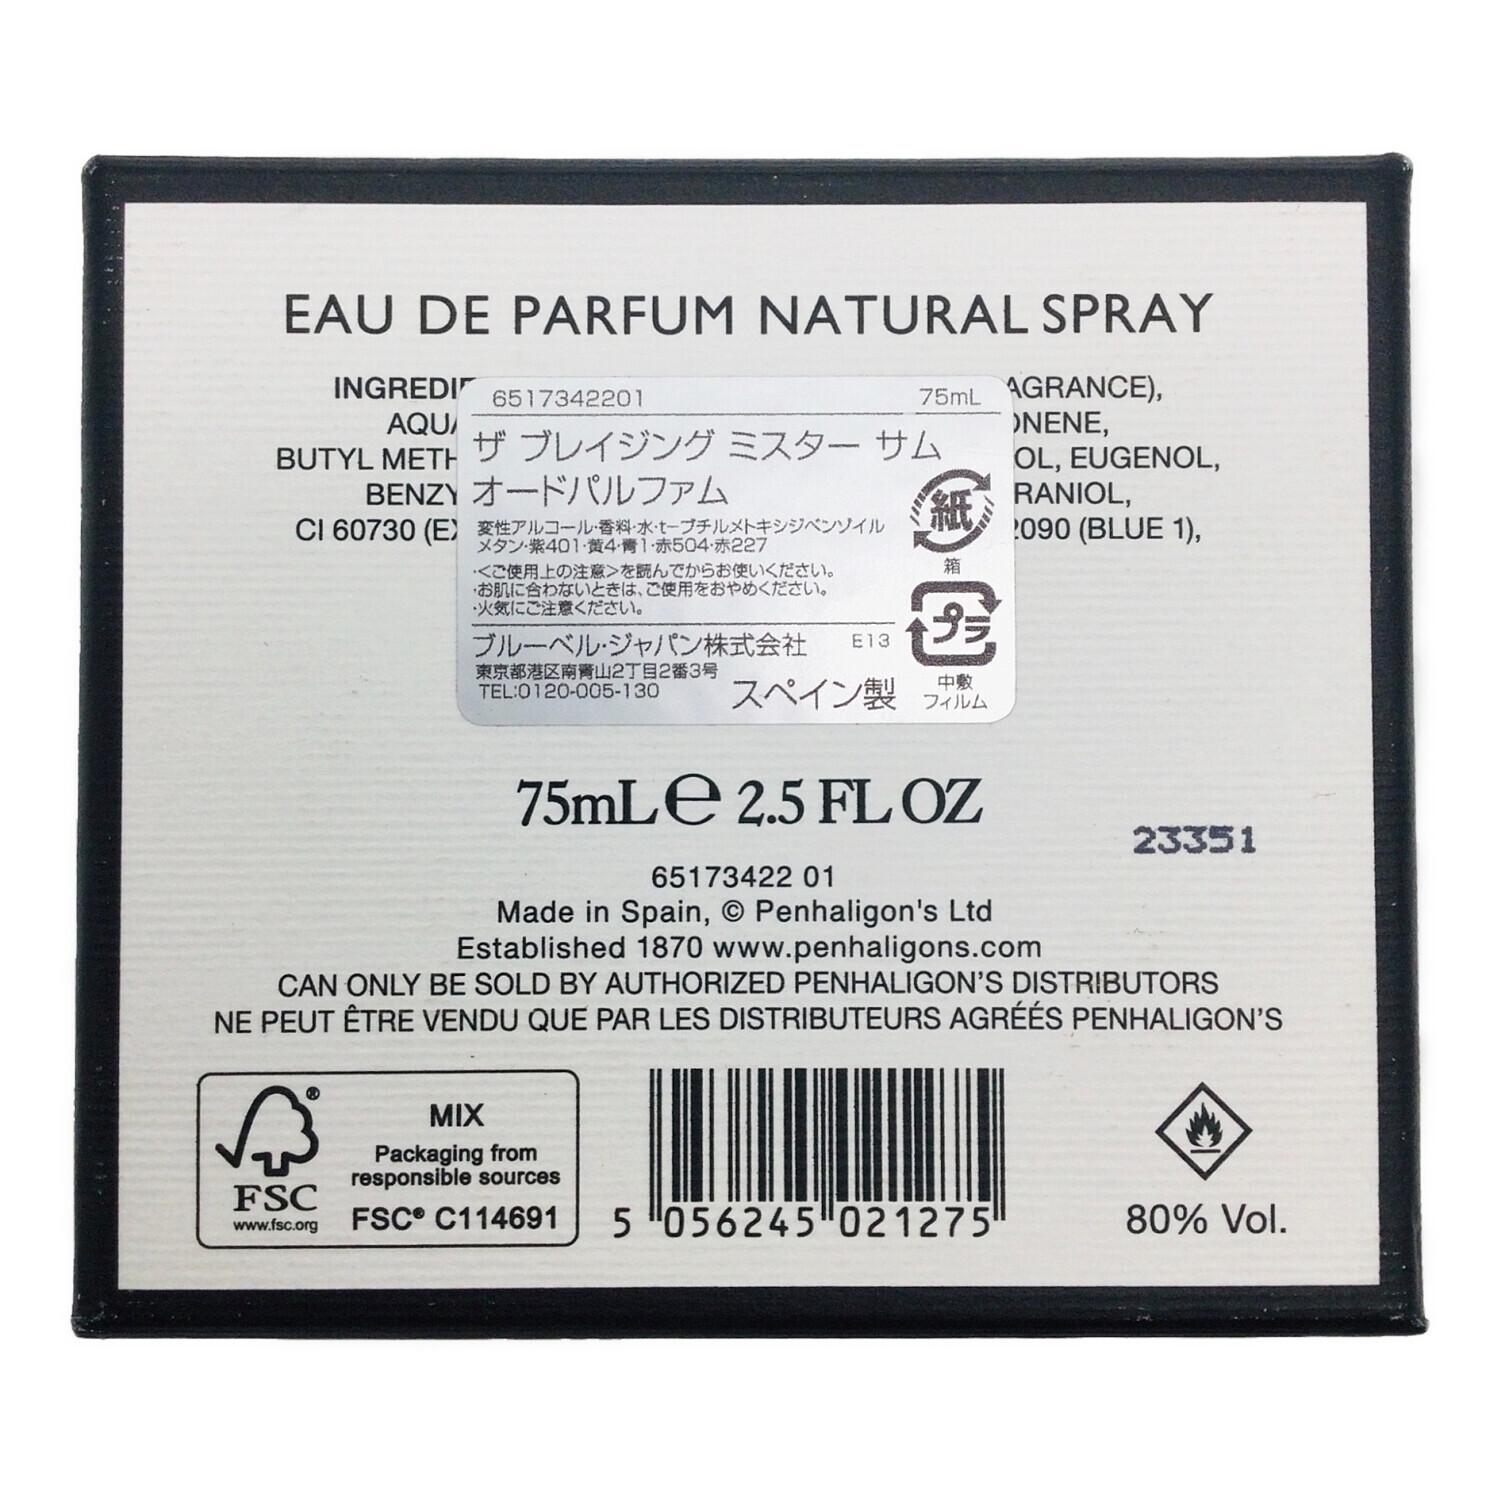 EAU DE PARFUM NATURAL SPRAY
INGREDIE
AGRANCE),
AQUA
ONENE,
BUTYL METH
OL, EUGENOL,
BENZY
RANIOL,
CI 60730 (EX
2090 (BLUE 1),
6517342201 75mL
ザ ブレイジング ミスター サム
オードパルファム
変性アルコール・香料・水・t-ブチルメトキシジベンゾイル
メタン・紫401・黄4・青1・赤504・赤227
・<ご使用上の注意>を読んでからお使いください。
・お肌に合わないときは、ご使用をおやめください。
・火気にご注意ください。
ブルーベル・ジャパン株式会社 E13
東京都港区南青山2丁目2番3号
TEL:0120-005-130
スペイン製
紙
箱
プラ
中敷
フィルム
75mL e 2.5 FL OZ
23351
65173422 01
Made in Spain, © Penhaligon's Ltd
Established 1870 www.penhaligons.com
CAN ONLY BE SOLD BY AUTHORIZED PENHALIGON'S DISTRIBUTORS
NE PEUT ÊTRE VENDU QUE PAR LES DISTRIBUTEURS AGRÉÉS PENHALIGON'S
®
FSC
www.fsc.org
MIX
Packaging from
responsible sources
FSC® C114691
5 056245 021275
80% Vol.